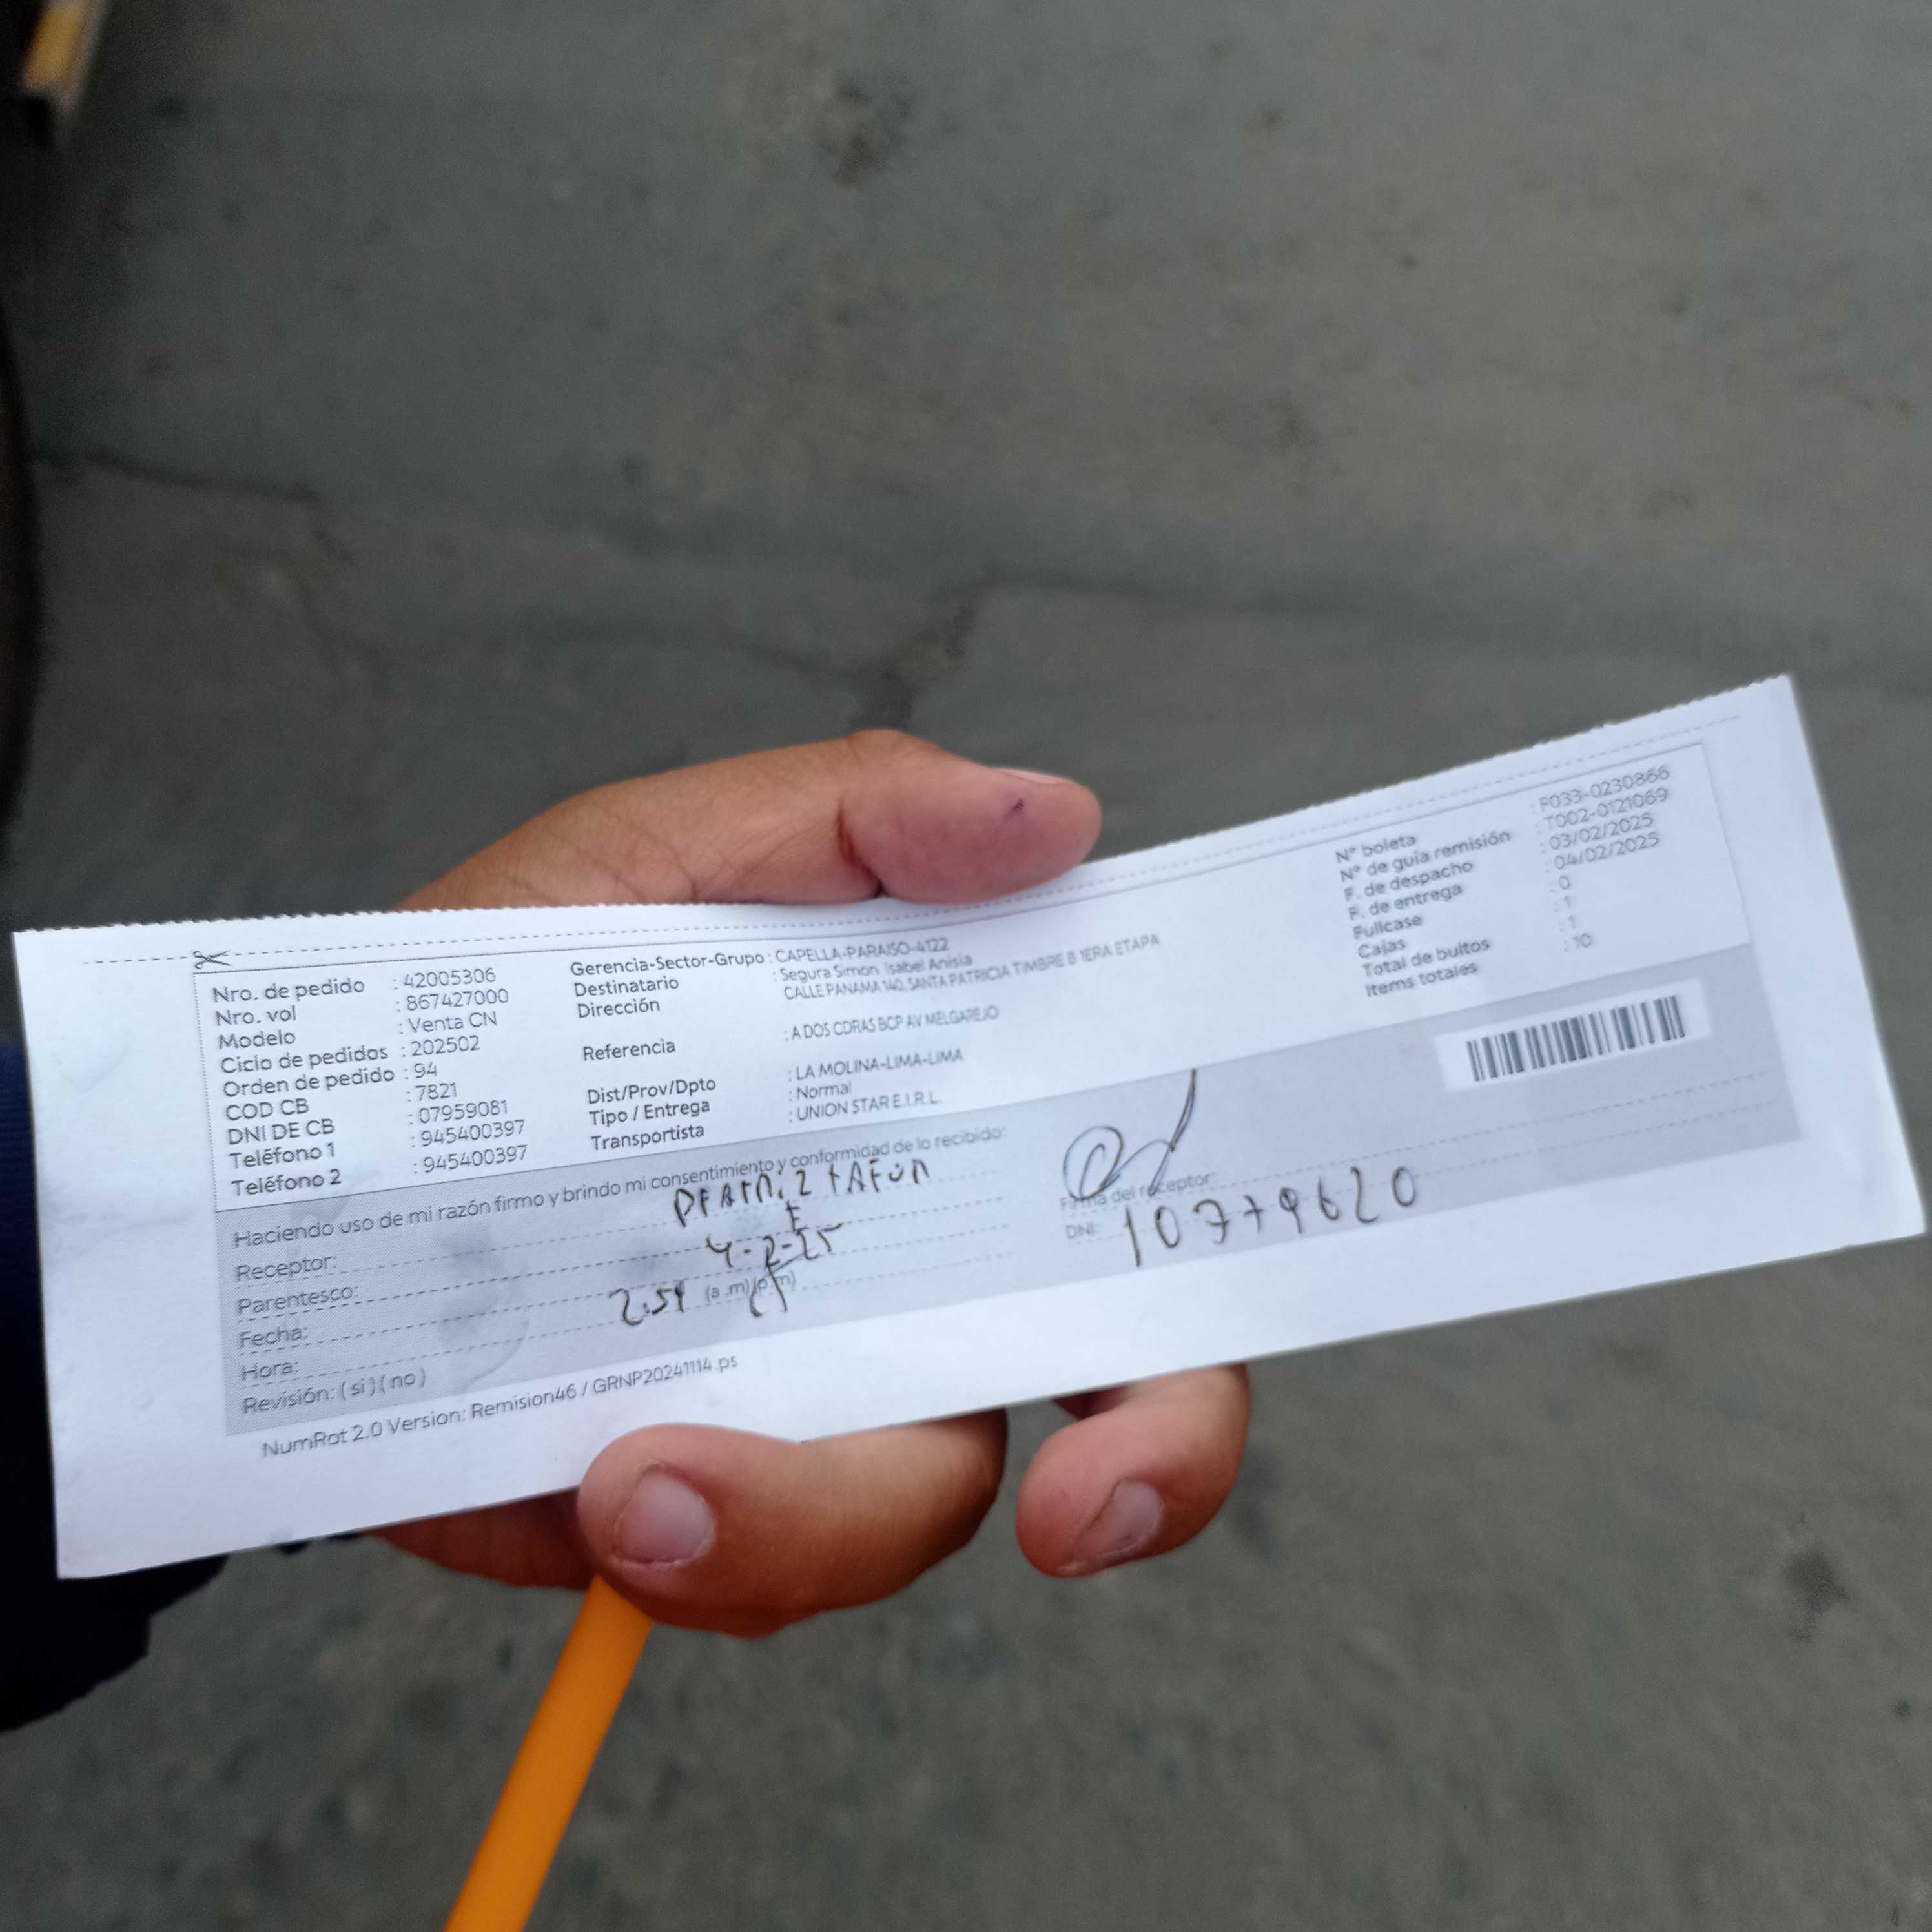 Nro. de pedido : 42005306
Nro. vol : 867427000
Modelo : Venta CN
Ciclo de pedidos : 202502
Orden de pedido : 94
COD CB : 7821
DNI DE CB : 07959081
Teléfono 1 : 945400397
Teléfono 2 : 945400397
Gerencia-Sector-Grupo : CAPELLA-PARAISO-4122
Destinatario : Segura Simon Isabel Anisia
Dirección CALLE PANAMA 140, SANTA PATRICIA TIMBRE B 1ERA ETAPA
Referencia : A DOS CDRAS BCP AV MELGAREJO
Dist/Prov/Dpto : LA MOLINA-LIMA-LIMA
Tipo / Entrega : Normal
Transportista : UNION STAR E.I.R.L.
N° boleta : F033-0230866
N° de guía remisión : T002-0121069
F. de despacho : 03/02/2025
F. de entrega : 04/02/2025
Fullcase : 0
Cajas : 1
Total de bultos : 1
Items totales : 10
Haciendo uso de mi razón firmo y brindo mi consentimiento y conformidad de lo recibido:
Receptor:
Parentesco:
Fecha: 4-2-25
Hora: 2:54 (a .m) (p.m)
Revisión: ( si ) ( no )
Firma del receptor:
DNI: 10779620
NumRot 2.0 Version: Remision46 / GRNP20241114.ps